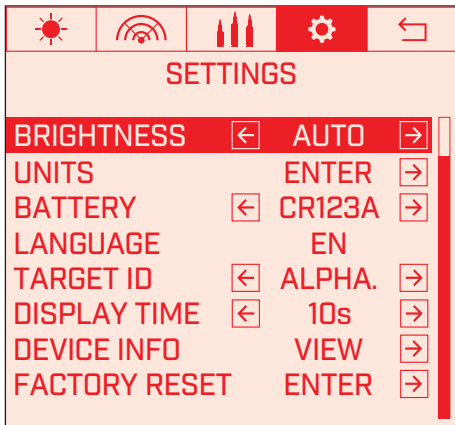 SETTINGS
BRIGHTNESS AUTO
UNITS ENTER
BATTERY CR123A
LANGUAGE EN
TARGET ID ALPHA.
DISPLAY TIME 10s
DEVICE INFO VIEW
FACTORY RESET ENTER